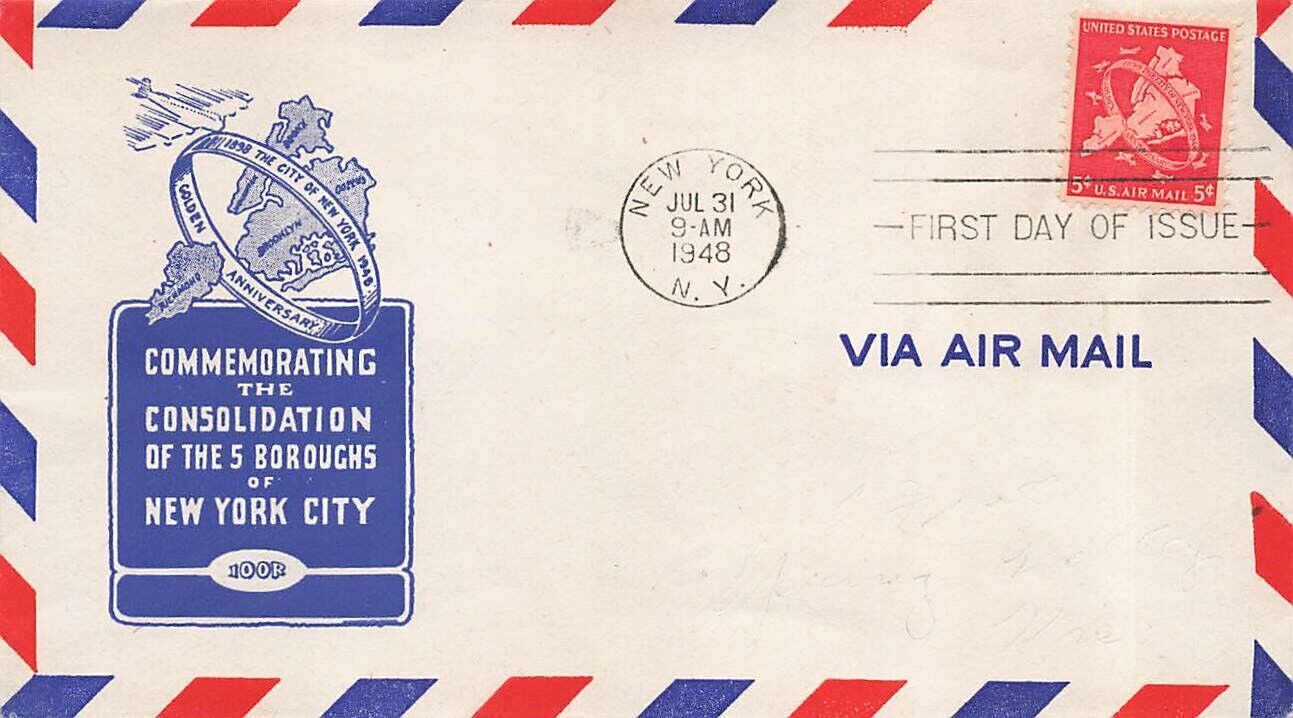 1898 THE CITY OF NEW YORK 1948
GOLDEN
ANNIVERSARY
BRONX
QUEENS
BROOKLYN
RICHMOND
COMMEMORATING
THE
CONSOLIDATION
OF THE 5 BOROUGHS
OF
NEW YORK CITY
100R
NEW YORK
JUL 31
9-AM
1948
N. Y.
UNITED STATES POSTAGE
5¢ U.S. AIR MAIL 5¢
FIRST DAY OF ISSUE
VIA AIR MAIL